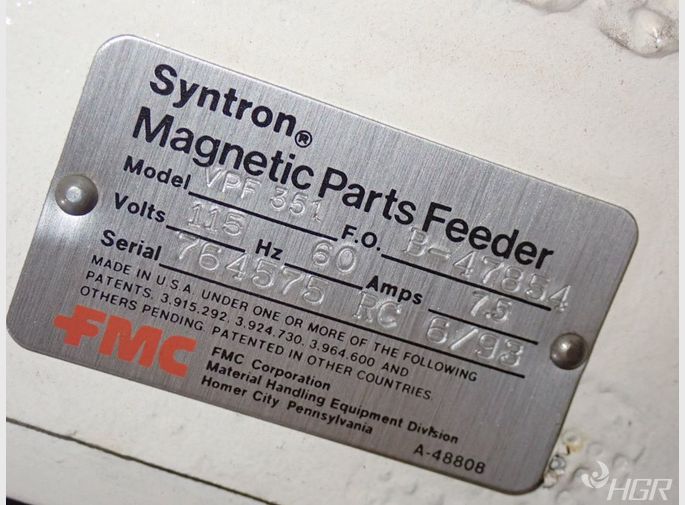 Syntron®
Magnetic Parts Feeder
Model VPF 351 F.O. B-47854
Volts 115 Hz 60 Amps 7.5
Serial 764575 RC 6/93
MADE IN U.S.A. UNDER ONE OR MORE OF THE FOLLOWING
PATENTS, 3,915,292, 3,924,730, 3,964,600 AND
OTHERS PENDING. PATENTED IN OTHER COUNTRIES.
FMC
FMC Corporation
Material Handling Equipment Division
Homer City Pennsylvania
A-48808
HGR